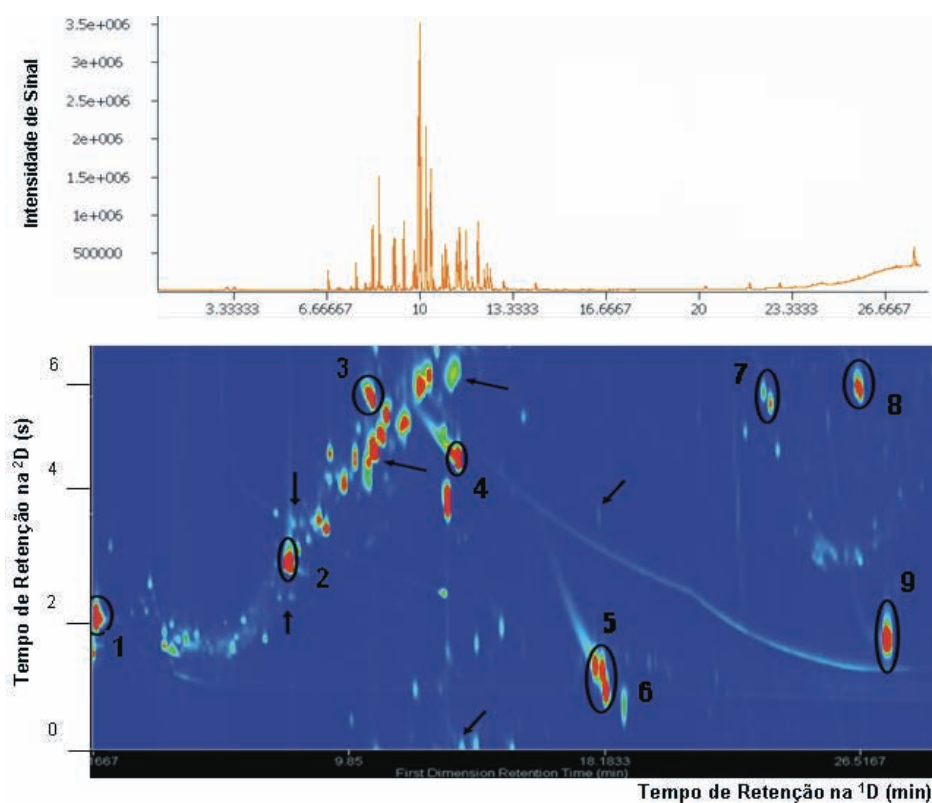 3.5e+006
3e+006
2.5e+006
2e+006
1.5e+006
1e+006
500000
Intensidade de Sinal
3.33333 6.66667 10 13.3333 16.6667 20 23.3333 26.6667
6
4
2
0
Tempo de Retenção na ²D (s)
3
7
8
4
2
9
1
5
6
.1667 9.85 18.1833 26.5167
First Dimension Retention Time (min)
Tempo de Retenção na ¹D (min)